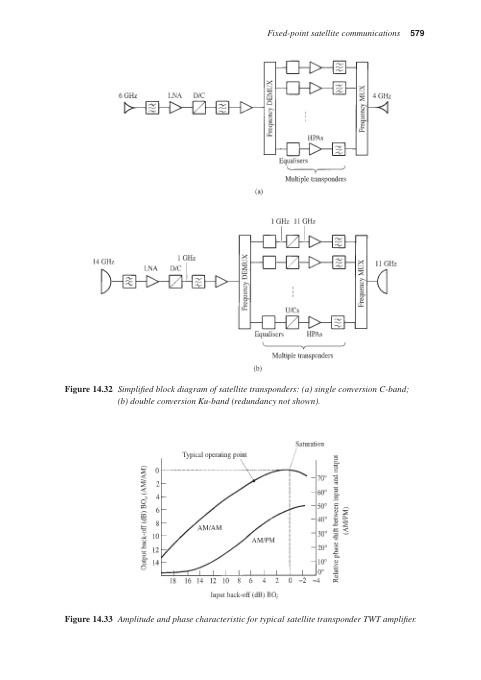 Fixed-point satellite communications 579
6 GHz
LNA D/C
Frequency DEMUX
HPAs
Equalisers
Frequency MUX
4 GHz
Multiple transponders
(a)
1 GHz 11 GHz
14 GHz
LNA D/C
1 GHz
Frequency DEMUX
U/Cs
Equalisers HPAs
Frequency MUX
11 GHz
Multiple transponders
(b)
Figure 14.32 Simplified block diagram of satellite transponders: (a) single conversion C-band;
(b) double conversion Ku-band (redundancy not shown).
Saturation
Typical operating point
Output back-off (dB) BOo (AM/AM)
0
2
4
6
8
10
12
14
AM/AM
AM/PM
70°
60°
50°
40°
30°
20°
10°
0°
Relative phase shift between input and output
(AM/PM)
18 16 14 12 10 8 6 4 2 0 −2 −4
Input back-off (dB) BOi
Figure 14.33 Amplitude and phase characteristic for typical satellite transponder TWT amplifier.